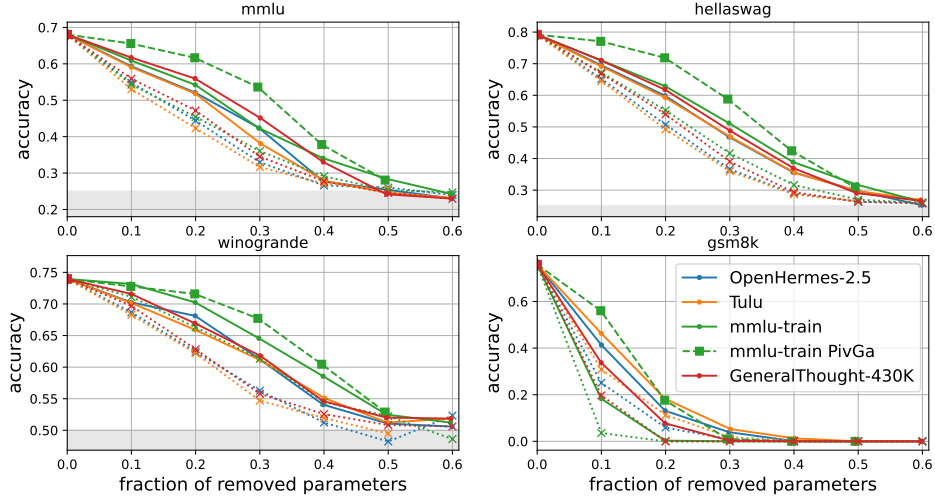 mmlu
accuracy
0.7
0.6
0.5
0.4
0.3
0.2
0.0 0.1 0.2 0.3 0.4 0.5 0.6
hellaswag
accuracy
0.8
0.7
0.6
0.5
0.4
0.3
0.0 0.1 0.2 0.3 0.4 0.5 0.6
winogrande
accuracy
0.75
0.70
0.65
0.60
0.55
0.50
0.0 0.1 0.2 0.3 0.4 0.5 0.6
fraction of removed parameters
gsm8k
accuracy
0.6
0.4
0.2
0.0
OpenHermes-2.5
Tulu
mmlu-train
mmlu-train PivGa
GeneralThought-430K
0.0 0.1 0.2 0.3 0.4 0.5 0.6
fraction of removed parameters